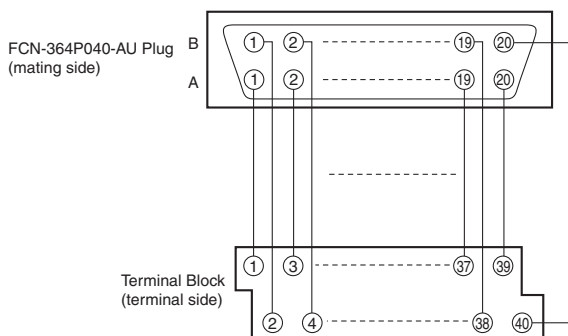 FCN-364P040-AU Plug
(mating side)
B 1 2 19 20
A 1 2 19 20
Terminal Block
(terminal side)
1 3 37 39
2 4 38 40